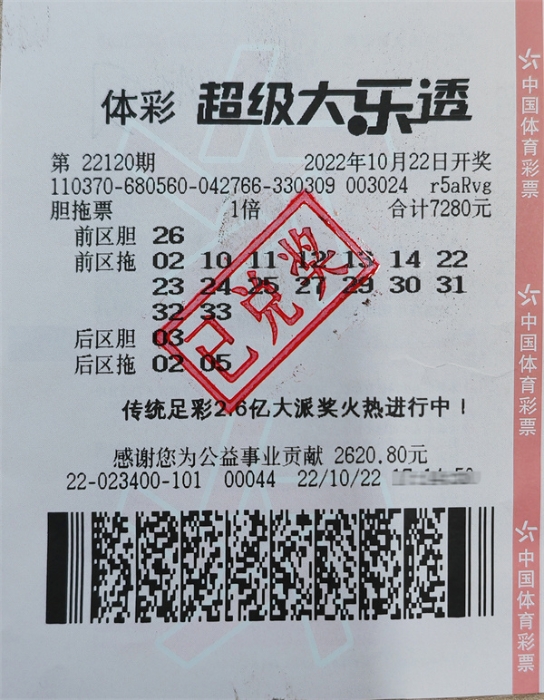 体彩 超级大乐透
第 22120期 2022年10月22日开奖
110370-680560-042766-330309 003024 r5aRvg
胆拖票 1倍 合计7280元
前区胆 26
前区拖 02 10 11 12 13 14 22
23 24 25 27 29 30 31
32 33
后区胆 03
后区拖 02 05
已兑奖
传统足彩2.6亿大派奖火热进行中!
感谢您为公益事业贡献 2620.80元
22-023400-101 00044 22/10/22
中国体育彩票
中国体育彩票
中国体育彩票